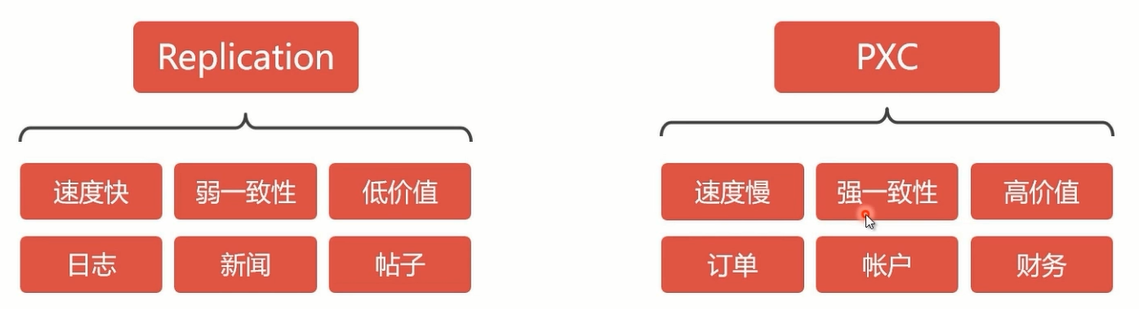 Replication
速度快 弱一致性 低价值
日志 新闻 帖子
PXC
速度慢 强一致性 高价值
订单 帐户 财务